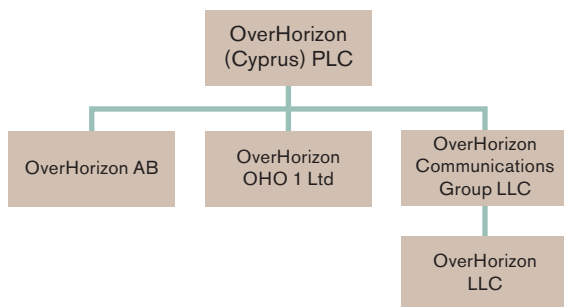 OverHorizon
(Cyprus) PLC
OverHorizon AB
OverHorizon
OHO 1 Ltd
OverHorizon
Communications
Group LLC
OverHorizon
LLC